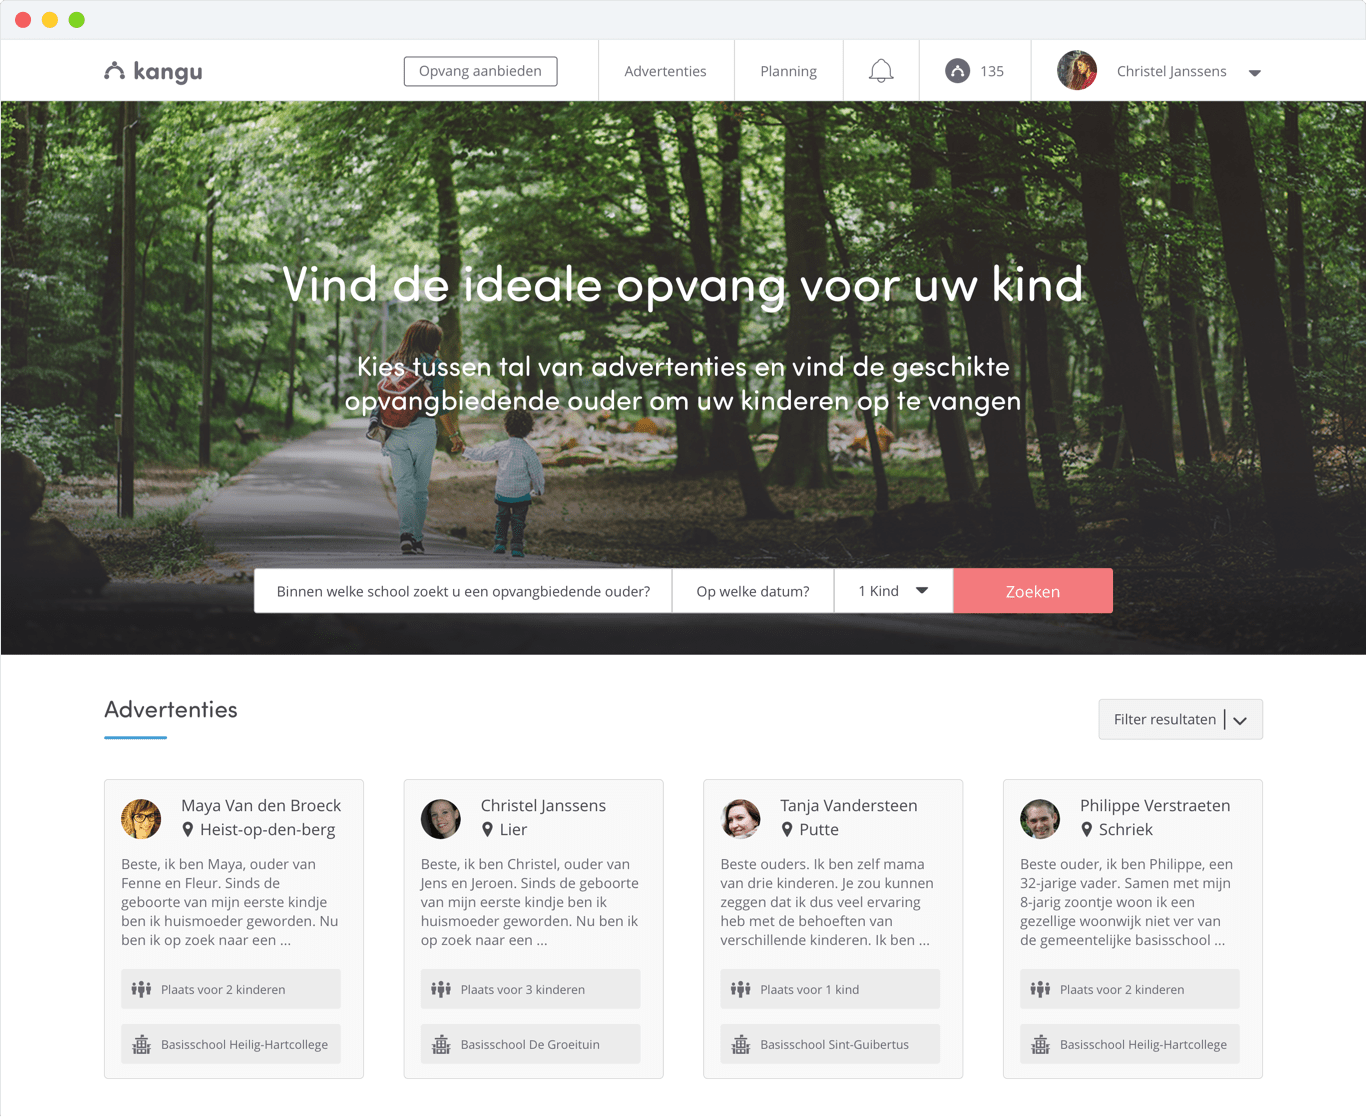 kangu
Opvang aanbieden
Advertenties
Planning
135
Christel Janssens
Vind de ideale opvang voor uw kind
Kies tussen tal van advertenties en vind de geschikte
opvangbiedende ouder om uw kinderen op te vangen
Binnen welke school zoekt u een opvangbiedende ouder?
Op welke datum?
1 Kind
Zoeken
Advertenties
Filter resultaten
Maya Van den Broeck
Heist-op-den-berg
Beste, ik ben Maya, ouder van
Fenne en Fleur. Sinds de
geboorte van mijn eerste kindje
ben ik huismoeder geworden. Nu
ben ik op zoek naar een ...
Plaats voor 2 kinderen
Basisschool Heilig-Hartcollege
Christel Janssens
Lier
Beste, ik ben Christel, ouder van
Jens en Jeroen. Sinds de geboorte
van mijn eerste kindje ben ik
huismoeder geworden. Nu ben ik
op zoek naar een ...
Plaats voor 3 kinderen
Basisschool De Groeituin
Tanja Vandersteen
Putte
Beste ouders. Ik ben zelf mama
van drie kinderen. Je zou kunnen
zeggen dat ik dus veel ervaring
heb met de behoeften van
verschillende kinderen. Ik ben ...
Plaats voor 1 kind
Basisschool Sint-Guibertus
Philippe Verstraeten
Schriek
Beste ouder, ik ben Philippe, een
32-jarige vader. Samen met mijn
8-jarig zoontje woon ik een
gezellige woonwijk niet ver van
de gemeentelijke basisschool ...
Plaats voor 2 kinderen
Basisschool Heilig-Hartcollege